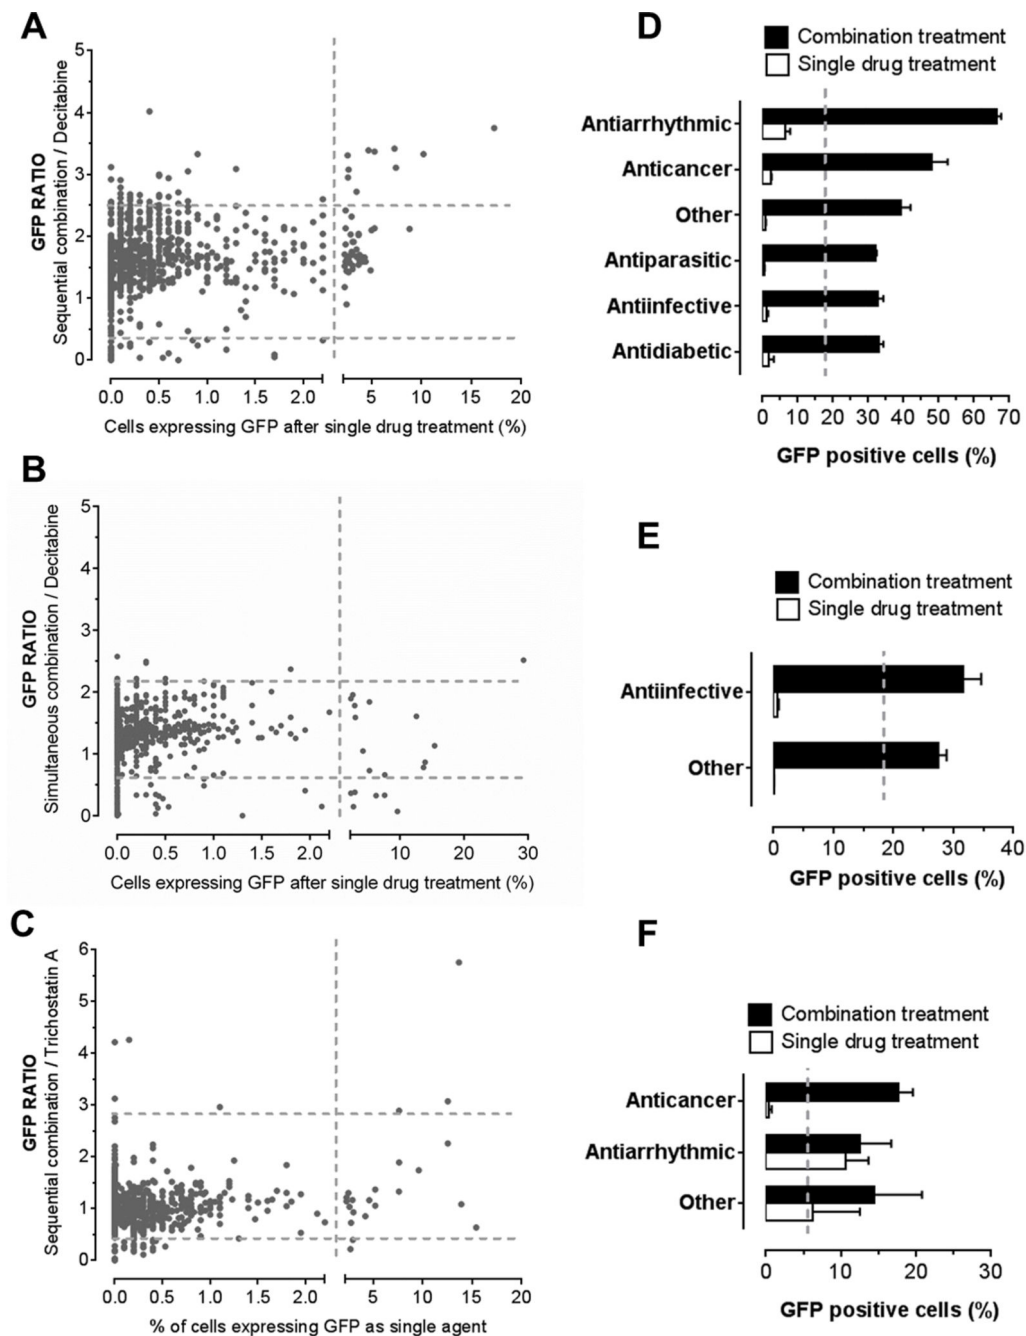 A
GFP RATIO
Sequential combination / Decitabine
5
4
3
2
1
0
0.0 0.5 1.0 1.5 2.0 5 10 15 20
Cells expressing GFP after single drug treatment (%)
D
Combination treatment
Single drug treatment
Antiarrhythmic
Anticancer
Other
Antiparasitic
Antiinfective
Antidiabetic
0 10 20 30 40 50 60 70
GFP positive cells (%)
B
GFP RATIO
Simultaneous combination / Decitabine
5
4
3
2
1
0
0.0 0.5 1.0 1.5 2.0 10 20 30
Cells expressing GFP after single drug treatment (%)
E
Combination treatment
Single drug treatment
Antiinfective
Other
0 10 20 30 40
GFP positive cells (%)
C
GFP RATIO
Sequential combination / Trichostatin A
6
5
4
3
2
1
0
0.0 0.5 1.0 1.5 2.0 5 10 15 20
% of cells expressing GFP as single agent
F
Combination treatment
Single drug treatment
Anticancer
Antiarrhythmic
Other
0 10 20 30
GFP positive cells (%)